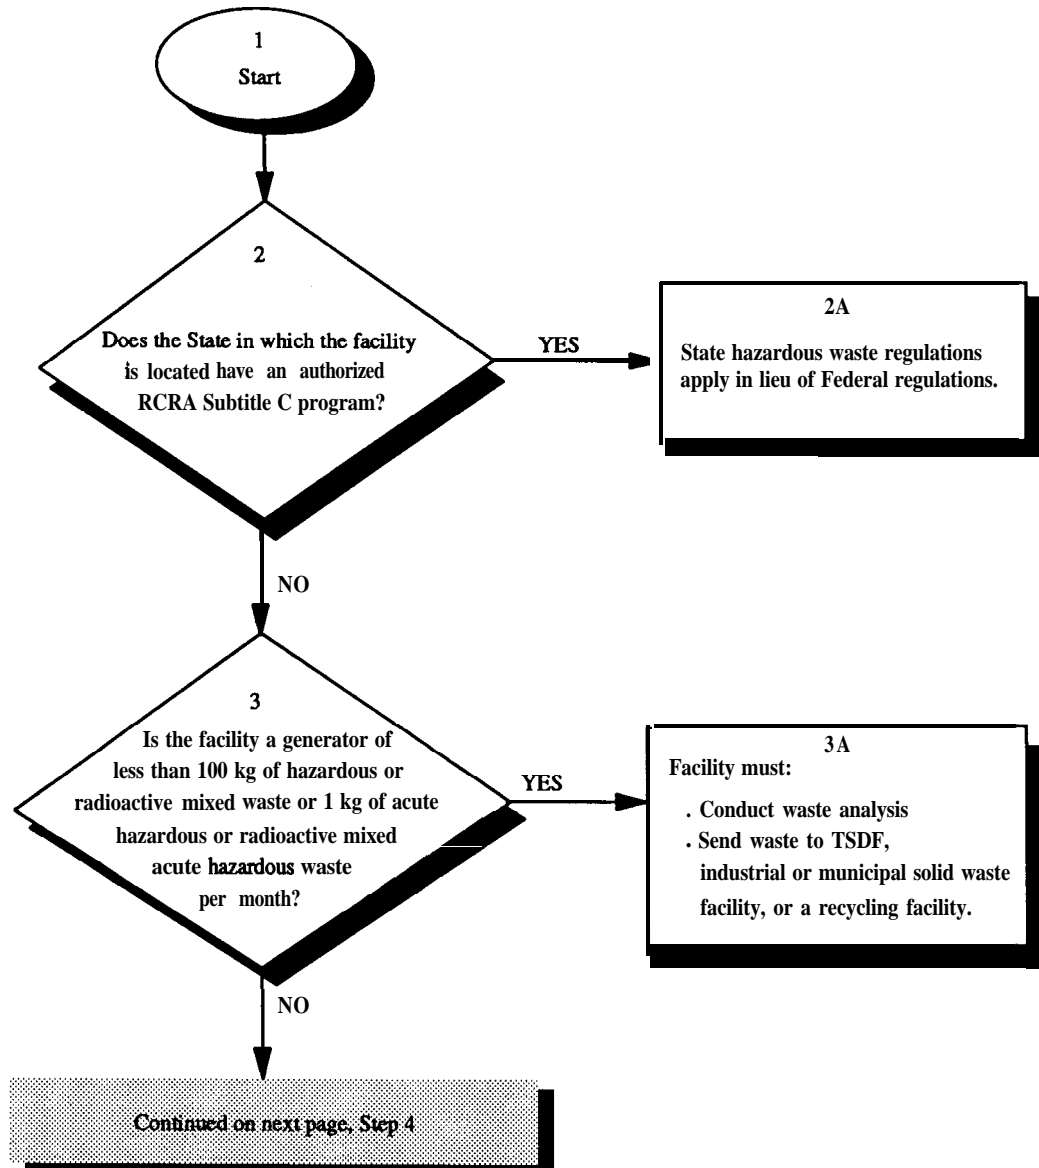 1
Start
2
Does the State in which the facility
is located have an authorized
RCRA Subtitle C program?
YES
2A
State hazardous waste regulations
apply in lieu of Federal regulations.
NO
3
Is the facility a generator of
less than 100 kg of hazardous or
radioactive mixed waste or 1 kg of acute
hazardous or radioactive mixed
acute hazardous waste
per month?
YES
3A
Facility must:
. Conduct waste analysis
. Send waste to TSDF,
industrial or municipal solid waste
facility, or a recycling facility.
NO
Continued on next page, Step 4